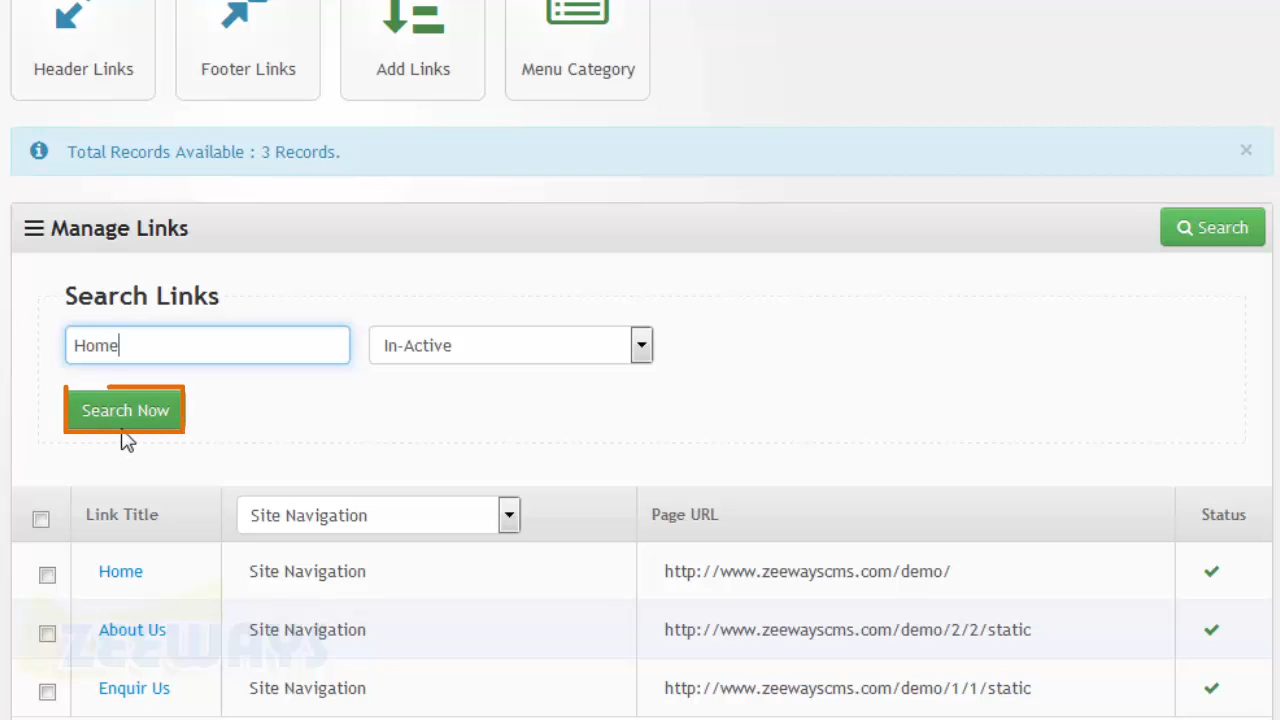 Header Links
Footer Links
Add Links
Menu Category
Total Records Available : 3 Records.
×
Manage Links
Search
Search Links
Home
In-Active
Search Now
Link Title
Site Navigation
Page URL
Status
Home
Site Navigation
http://www.zeewayscms.com/demo/
About Us
Site Navigation
http://www.zeewayscms.com/demo/2/2/static
Enquir Us
Site Navigation
http://www.zeewayscms.com/demo/1/1/static
ZEEWAYS